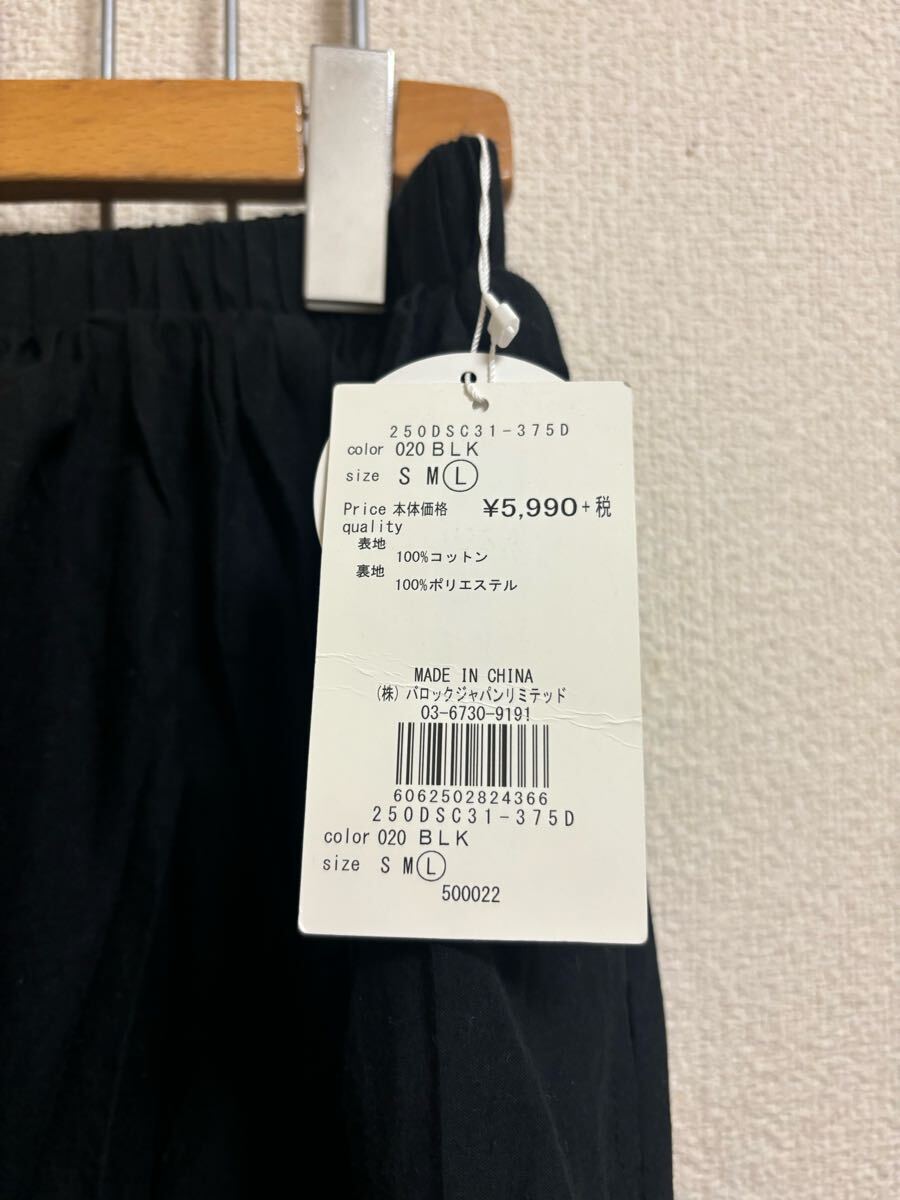 250DSC31-375D
color 020 BLK
size S M L
Price 本体価格 ¥5,990+税
quality
表地
100%コットン
裏地
100%ポリエステル
MADE IN CHINA
(株)バロックジャパンリミテッド
03-6730-9191
6062502824366
250DSC31-375D
color 020 BLK
size S M L
500022